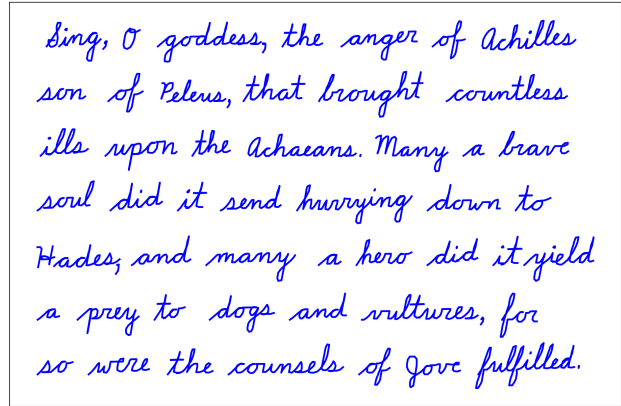 Sing, O goddess, the anger of Achilles
son of Peleus, that brought countless
ills upon the Achaeans. Many a brave
soul did it send hurrying down to
Hades, and many a hero did it yield
a prey to dogs and vultures, for
so were the counsels of Jove fulfilled.